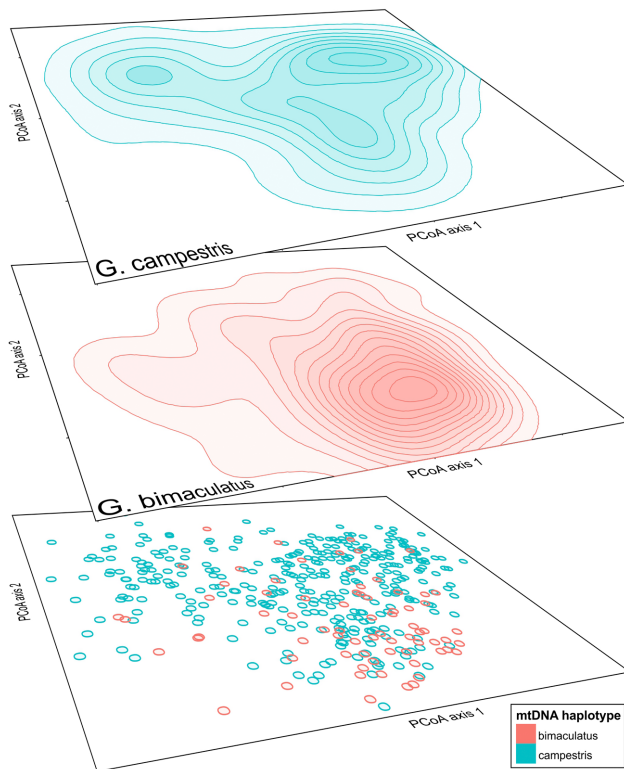 PCoA axis 2
PCoA axis 1
G. campestris
PCoA axis 2
PCoA axis 1
G. bimaculatus
PCoA axis 2
PCoA axis 1
mtDNA haplotype
bimaculatus
campestris